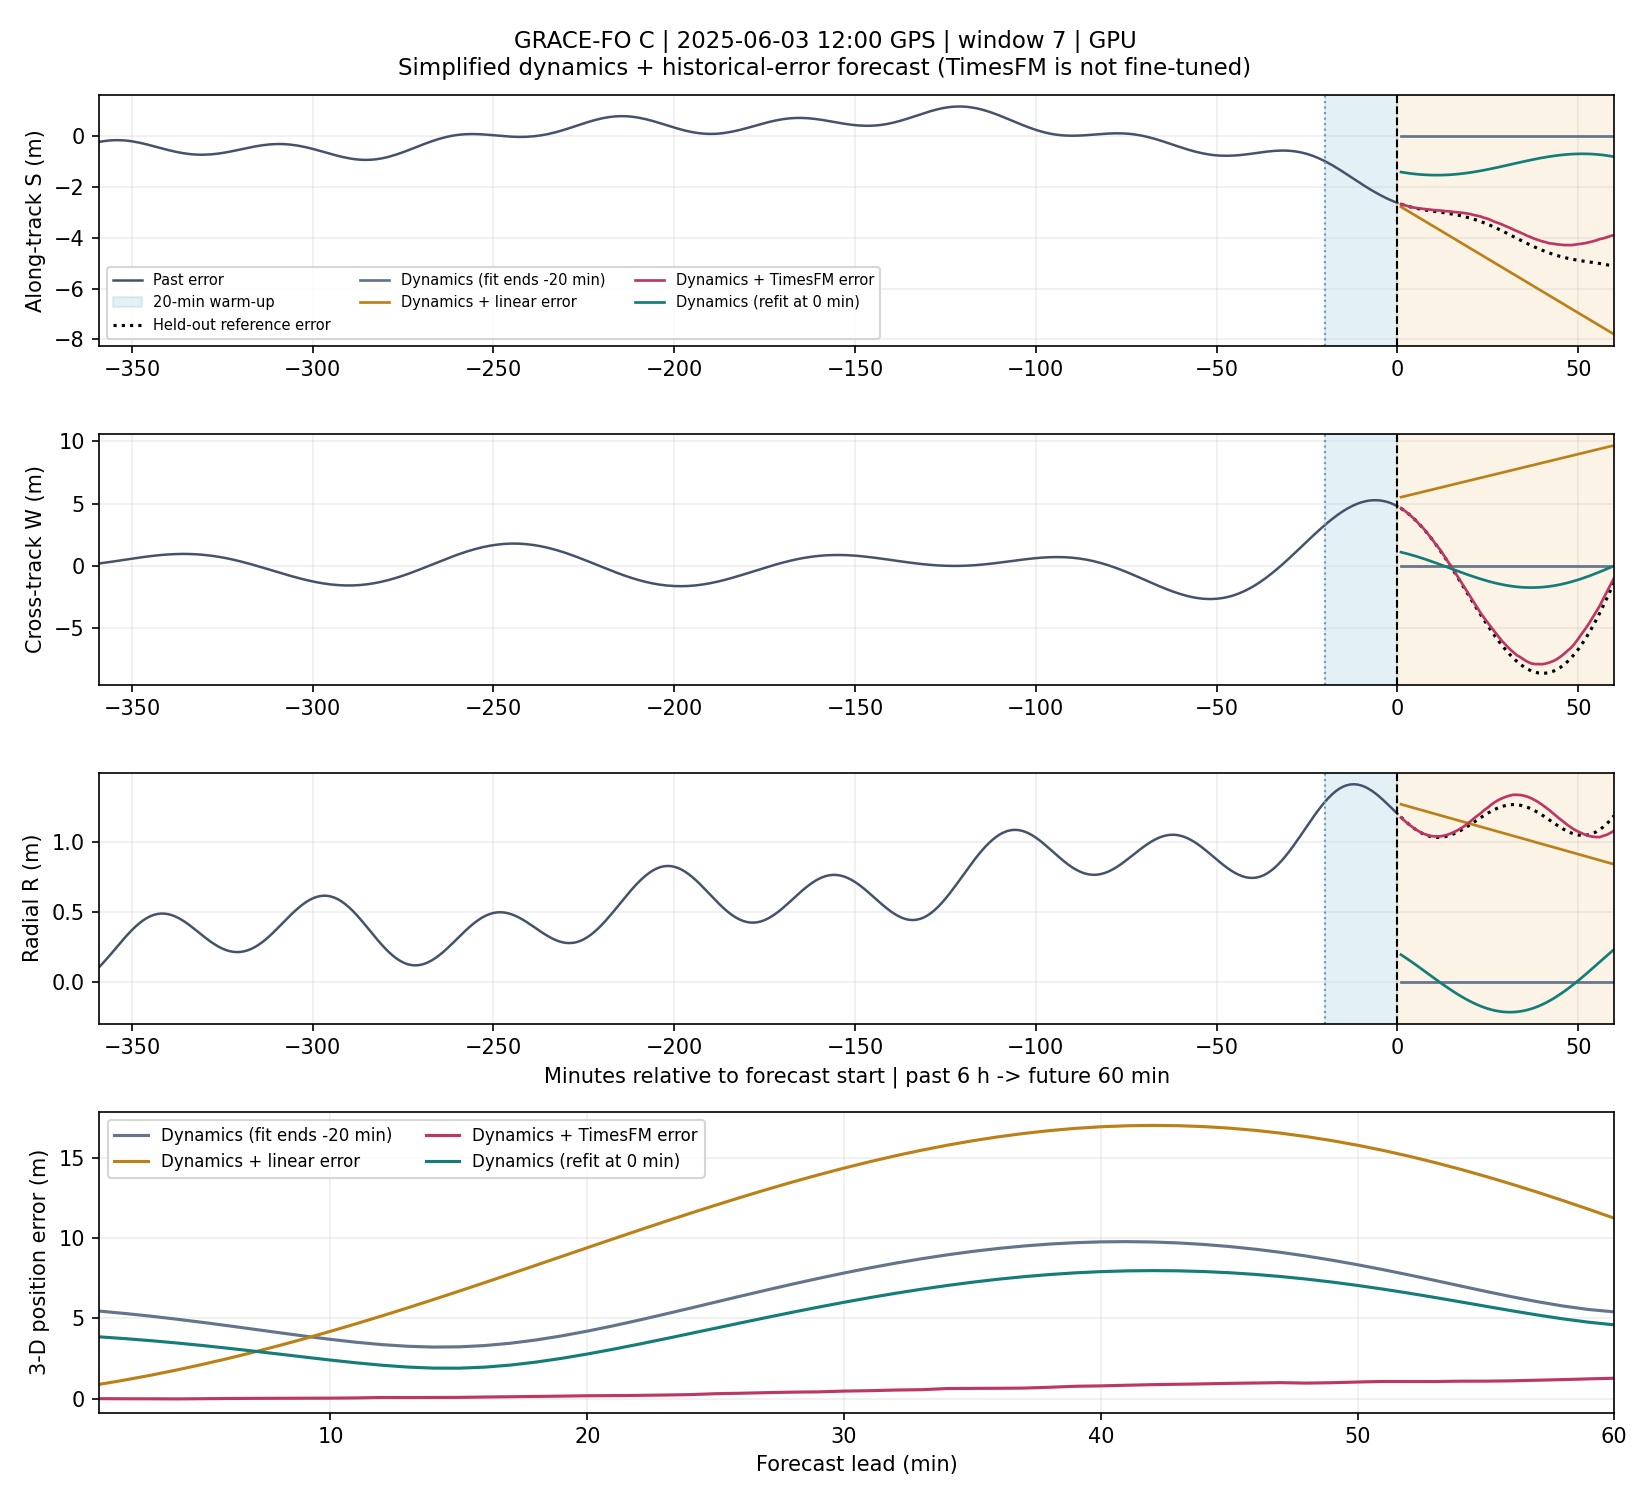 GRACE-FO C | 2025-06-03 12:00 GPS | window 7 | GPU
Simplified dynamics + historical-error forecast (TimesFM is not fine-tuned)
Along-track S (m)
0
−2
−4
−6
−8
Past error
20-min warm-up
Held-out reference error
Dynamics (fit ends -20 min)
Dynamics + linear error
Dynamics + TimesFM error
Dynamics (refit at 0 min)
−350 −300 −250 −200 −150 −100 −50 0 50
Cross-track W (m)
10
5
0
−5
−350 −300 −250 −200 −150 −100 −50 0 50
Radial R (m)
1.0
0.5
0.0
−350 −300 −250 −200 −150 −100 −50 0 50
Minutes relative to forecast start | past 6 h -> future 60 min
3-D position error (m)
15
10
5
0
Dynamics (fit ends -20 min)
Dynamics + linear error
Dynamics + TimesFM error
Dynamics (refit at 0 min)
10 20 30 40 50 60
Forecast lead (min)